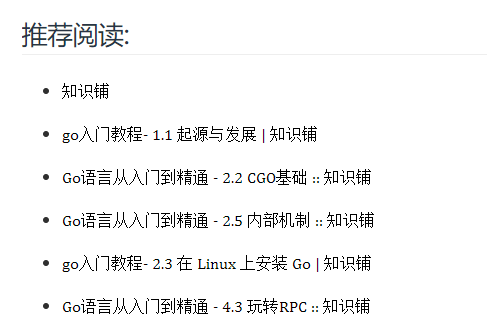 推荐阅读:
知识铺
go入门教程- 1.1 起源与发展 | 知识铺
Go语言从入门到精通 - 2.2 CGO基础 :: 知识铺
Go语言从入门到精通 - 2.5 内部机制 :: 知识铺
go入门教程- 2.3 在 Linux 上安装 Go | 知识铺
Go语言从入门到精通 - 4.3 玩转RPC :: 知识铺